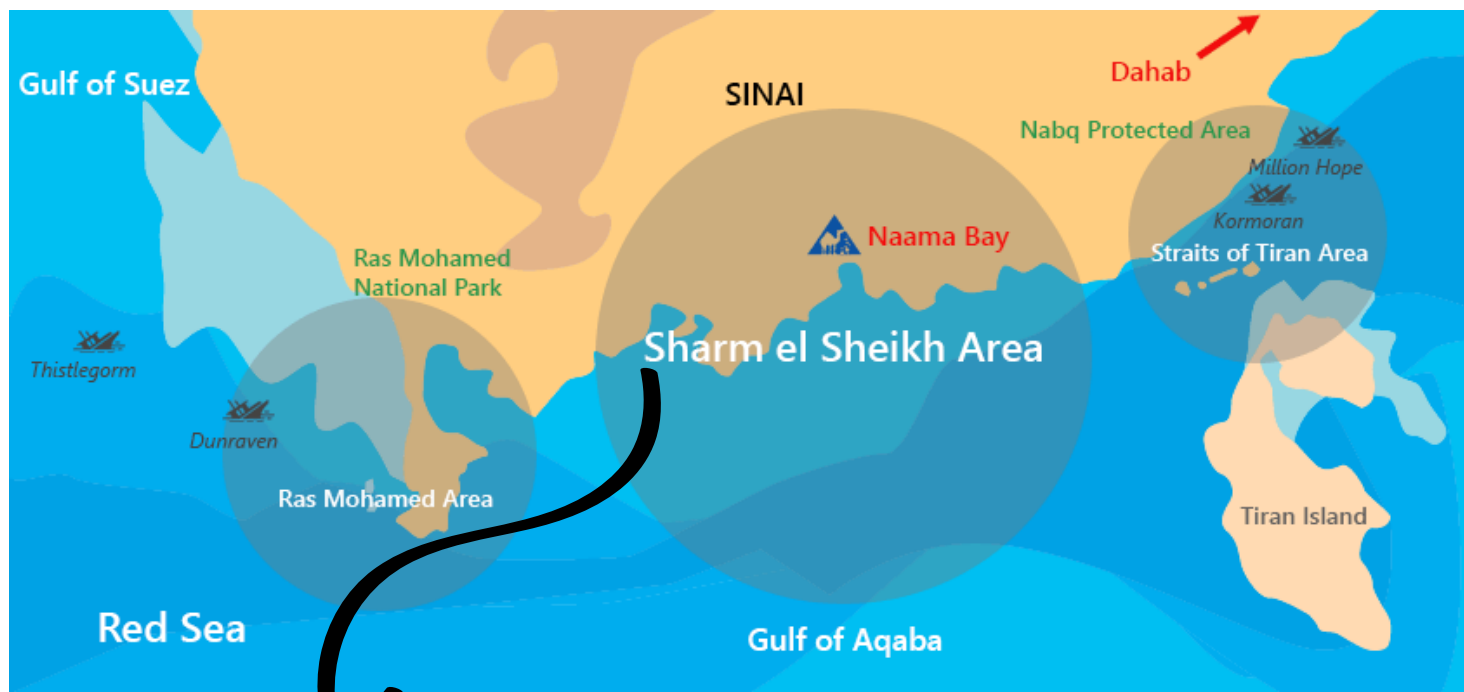 Gulf of Suez
SINAI
Dahab
Nabq Protected Area
Million Hope
Kormoran
Straits of Tiran Area
Naama Bay
Ras Mohamed
National Park
Sharm el Sheikh Area
Thistlegorm
Dunraven
Ras Mohamed Area
Tiran Island
Red Sea
Gulf of Aqaba